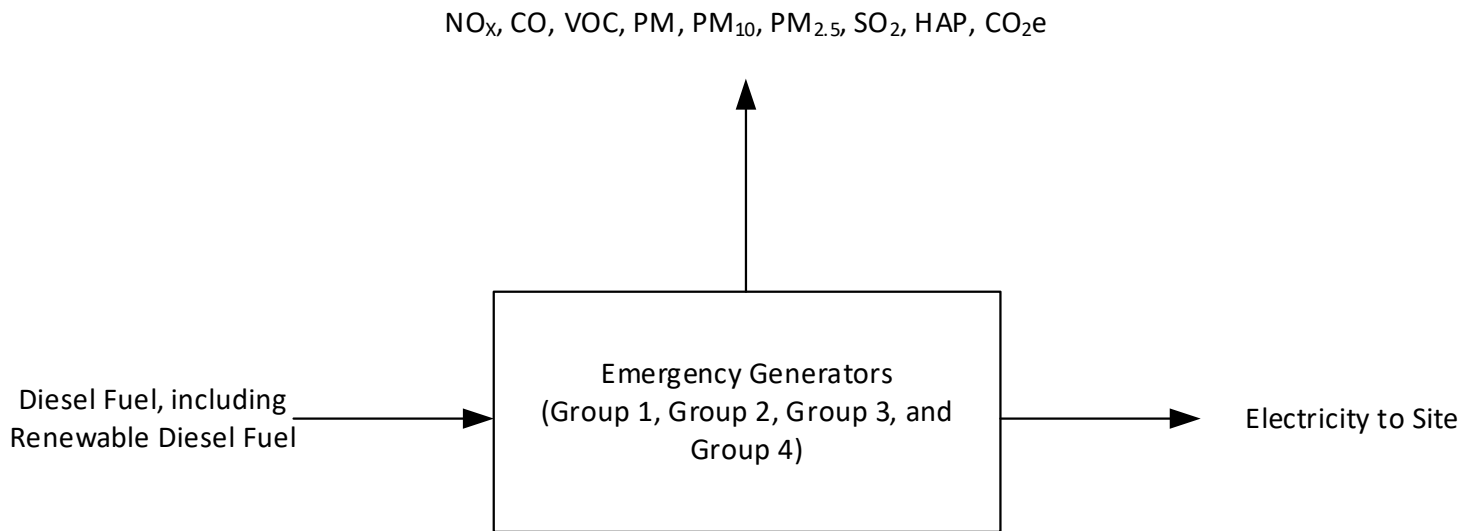 NOₓ, CO, VOC, PM, PM₁₀, PM₂.₅, SO₂, HAP, CO₂e
Diesel Fuel, including
Renewable Diesel Fuel
Emergency Generators
(Group 1, Group 2, Group 3, and
Group 4)
Electricity to Site